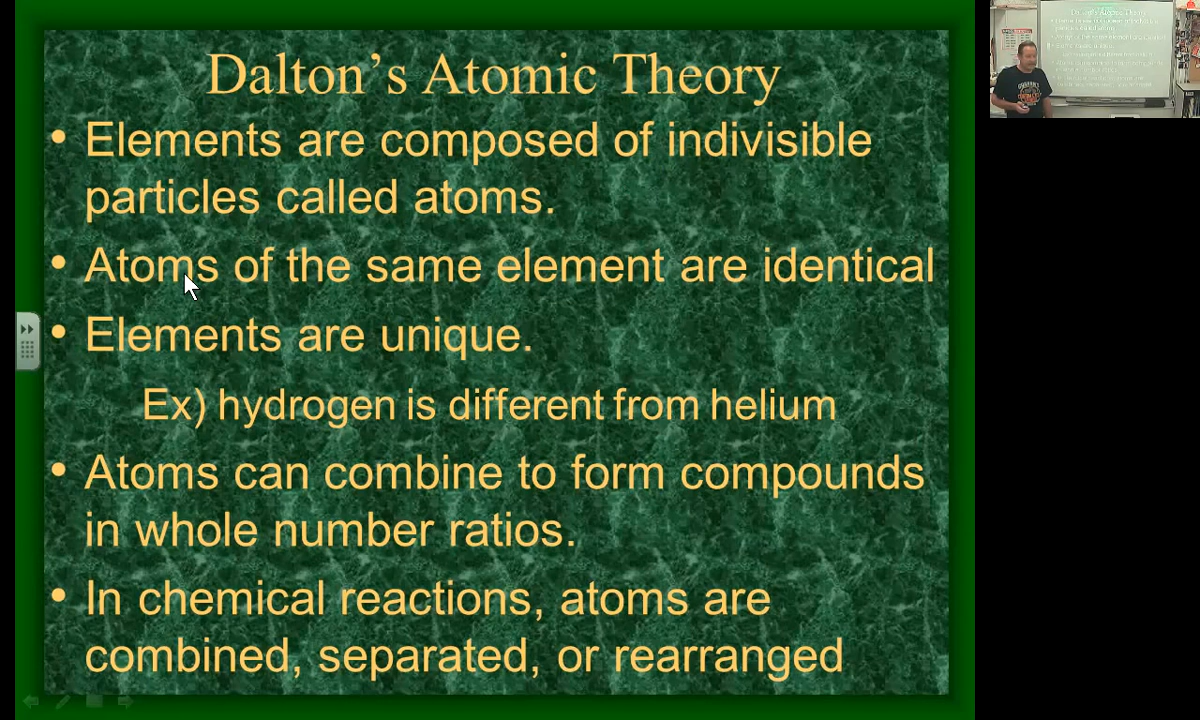 Dalton’s Atomic Theory
• Elements are composed of indivisible
particles called atoms.
• Atoms of the same element are identical
• Elements are unique.
Ex) hydrogen is different from helium
• Atoms can combine to form compounds
in whole number ratios.
• In chemical reactions, atoms are
combined, separated, or rearranged